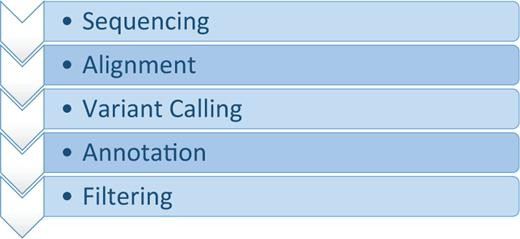 • Sequencing
• Alignment
• Variant Calling
• Annotation
• Filtering